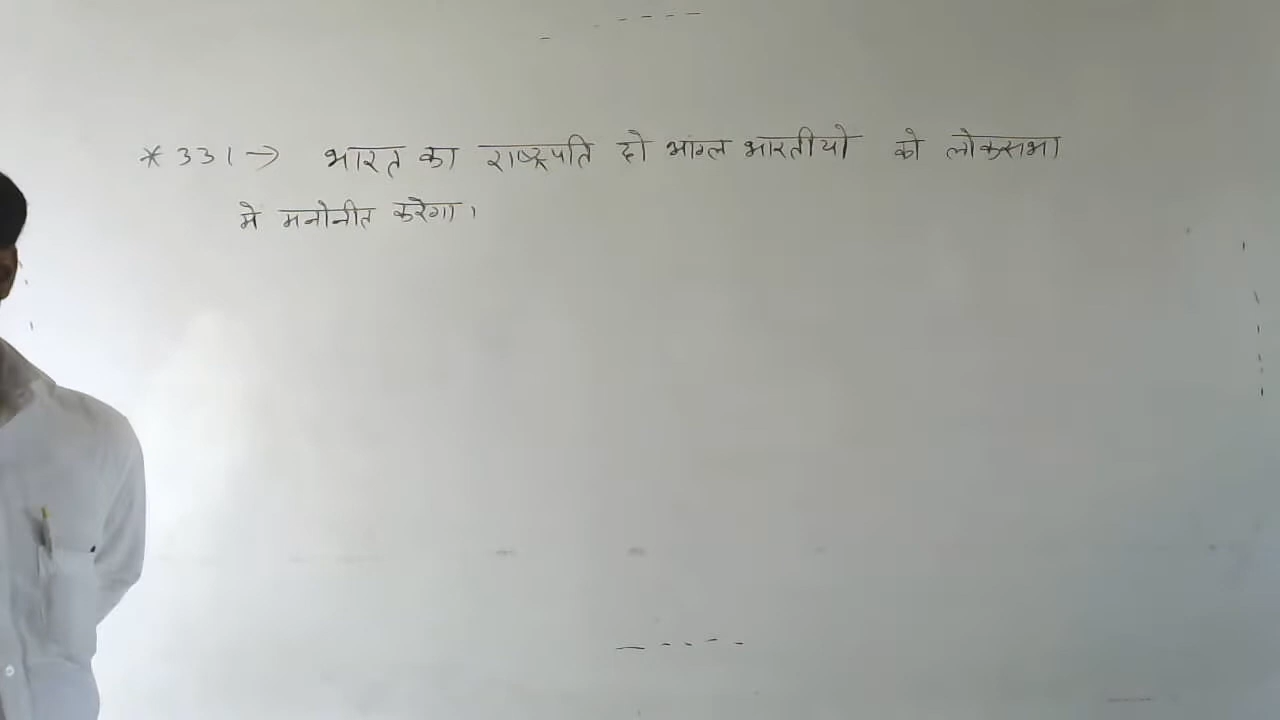 * 331 → भारत का राष्ट्रपति दो आंग्ल भारतीयो को लोकसभा
मे मनोनीत करेगा।